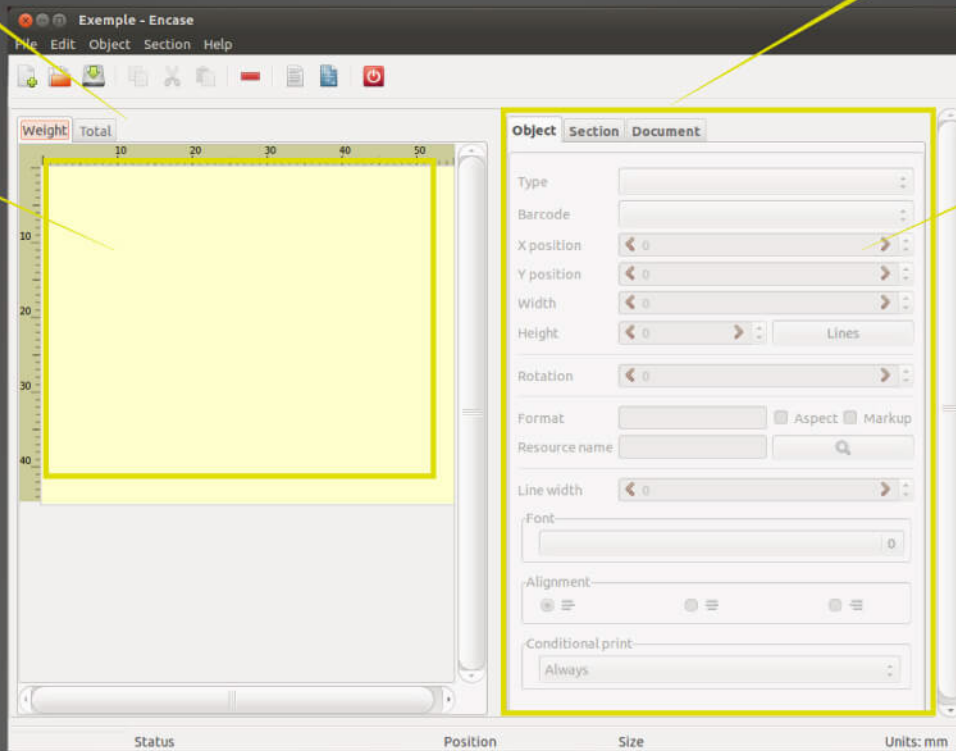 Exemple - Encase
File Edit Object Section Help
Weight Total
10 20 30 40 50
10
20
30
40
Object Section Document
Type
Barcode
X position 0
Y position 0
Width 0
Height 0 Lines
Rotation 0
Format Aspect Markup
Resource name
Line width 0
Font
0
Alignment
Conditional print
Always
Status Position Size Units: mm